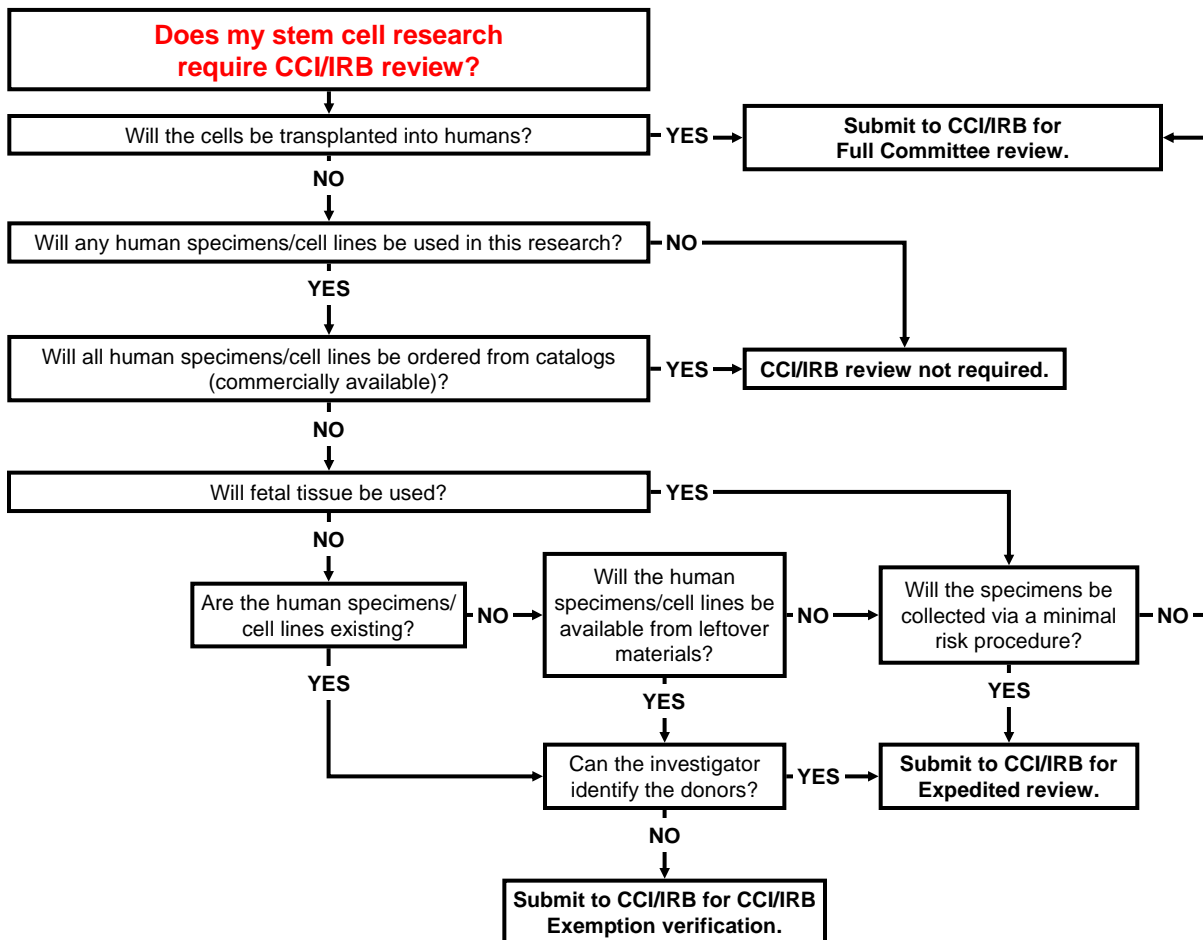 Does my stem cell research
require CCI/IRB review?
Will the cells be transplanted into humans?
YES
Submit to CCI/IRB for
Full Committee review.
NO
Will any human specimens/cell lines be used in this research?
NO
YES
Will all human specimens/cell lines be ordered from catalogs
(commercially available)?
YES
CCI/IRB review not required.
NO
Will fetal tissue be used?
YES
NO
Are the human specimens/
cell lines existing?
NO
Will the human
specimens/cell lines be
available from leftover
materials?
NO
Will the specimens be
collected via a minimal
risk procedure?
NO
YES
YES
YES
Can the investigator
identify the donors?
YES
Submit to CCI/IRB for
Expedited review.
NO
Submit to CCI/IRB for CCI/IRB
Exemption verification.